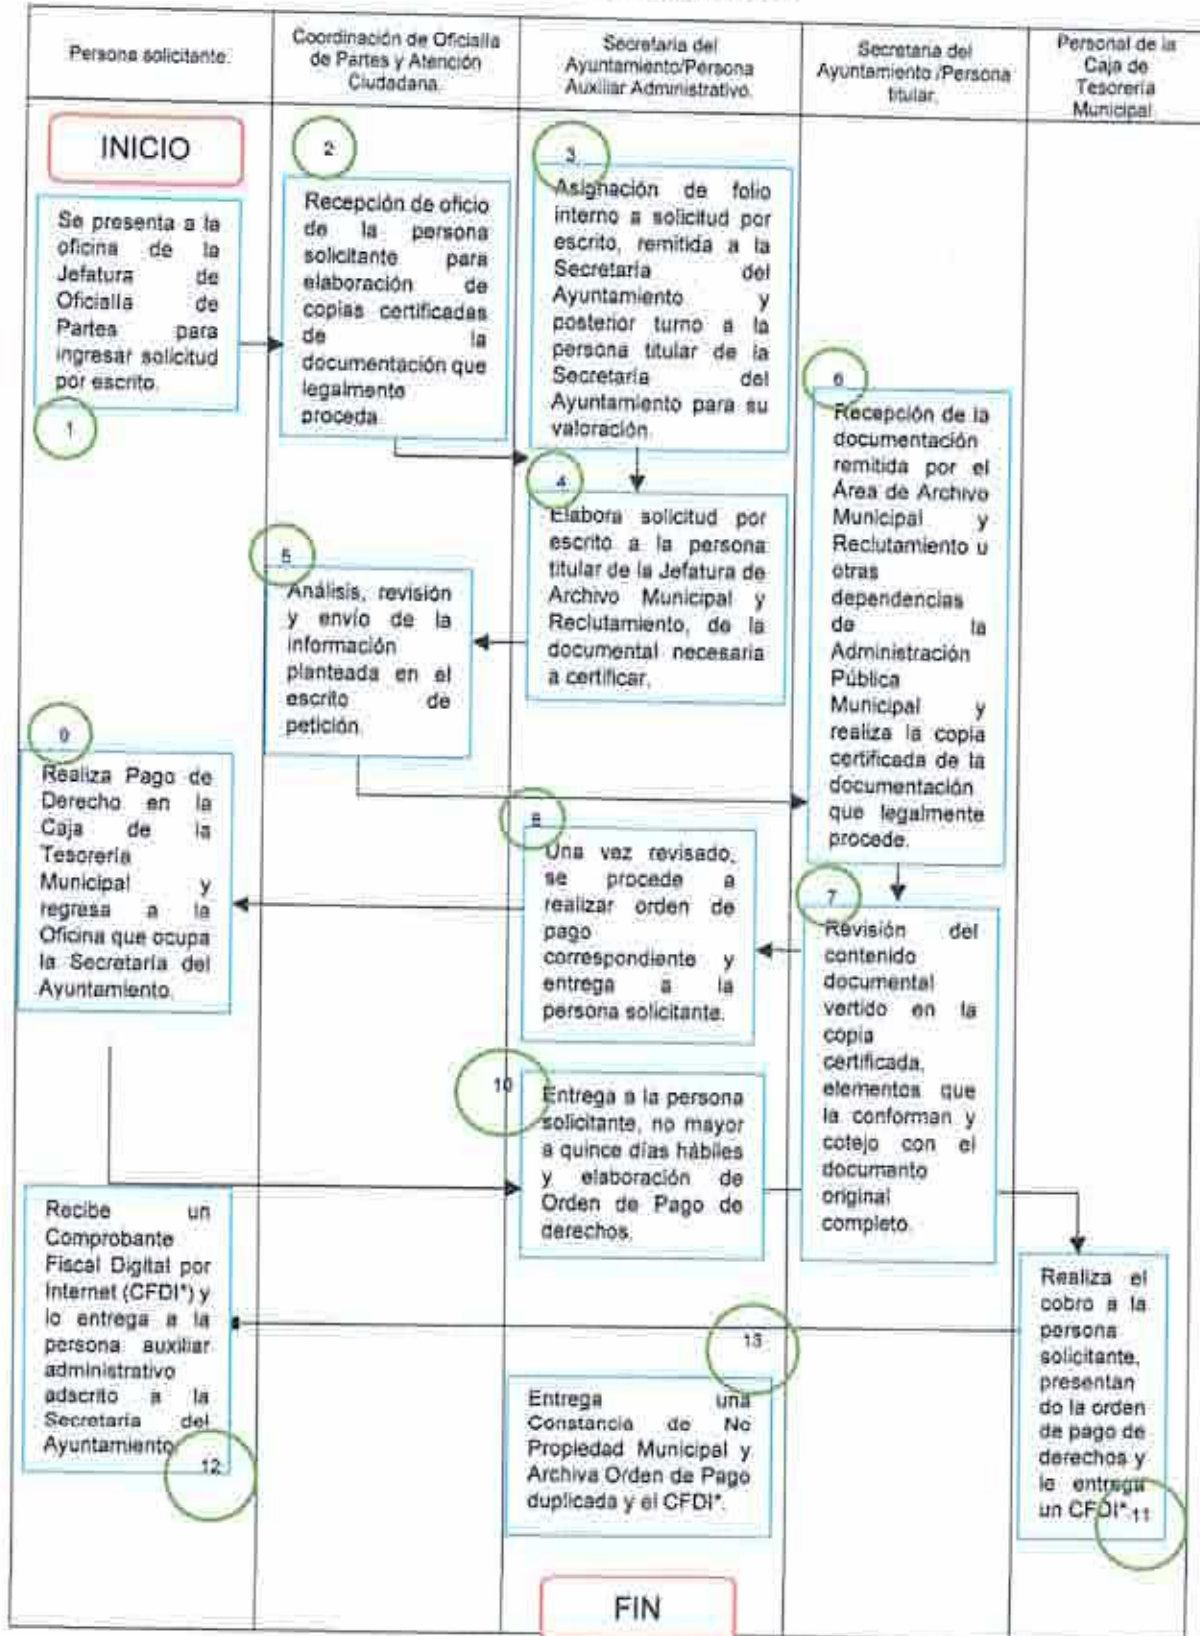 Persona solicitante.
Coordinación de Oficialla
de Partes y Atención
Ciudadana.
Secretaria del
Ayuntamiento/Persona
Auxiliar Administrativo.
Secretaria del
Ayuntamiento /Persona
titular.
Personal de la
Caja de
Tesorería
Municipal
INICIO
Se presenta a la
oficina de la
Jefatura de
Oficialla de
Partes para
ingresar solicitud
por escrito.
1
2
Recepción de oficio
de la persona
solicitante para
elaboración de
copias certificadas
de la
documentación que
legalmente
proceda.
3
Asignación de folio
interno a solicitud por
escrito, remitida a la
Secretaría del
Ayuntamiento y
posterior turno a la
persona titular de la
Secretaría del
Ayuntamiento para su
valoración.
4
Elabora solicitud por
escrito a la persona
titular de la Jefatura de
Archivo Municipal y
Reclutamiento, de la
documental necesaria
a certificar.
5
Análisis, revisión
y envío de la
información
planteada en el
escrito de
petición.
6
Recepción de la
documentación
remitida por el
Área de Archivo
Municipal y
Reclutamiento u
otras
dependencias
de la
Administración
Pública
Municipal y
realiza la copia
certificada de la
documentación
que legalmente
procede.
7
Revisión del
contenido
documental
vertido en la
copia
certificada,
elementos que
la conforman y
cotejo con el
documento
original
completo.
8
Una vez revisado,
se procede a
realizar orden de
pago
correspondiente y
entrega a la
persona solicitante.
9
Realiza Pago de
Derecho en la
Caja de la
Tesorería
Municipal y
regresa a la
Oficina que ocupa
la Secretaría del
Ayuntamiento.
10
Entrega a la persona
solicitante, no mayor
a quince días hábiles
y elaboración de
Orden de Pago de
derechos.
Realiza el
cobro a la
persona
solicitante,
presentan
do la orden
de pago de
derechos y
le entrega
un CFDI*.
11
Recibe un
Comprobante
Fiscal Digital por
Internet (CFDI*) y
lo entrega a la
persona auxiliar
administrativo
adscrito a la
Secretaría del
Ayuntamiento.
12
13
Entrega una
Constancia de No
Propiedad Municipal y
Archiva Orden de Pago
duplicada y el CFDI*.
FIN